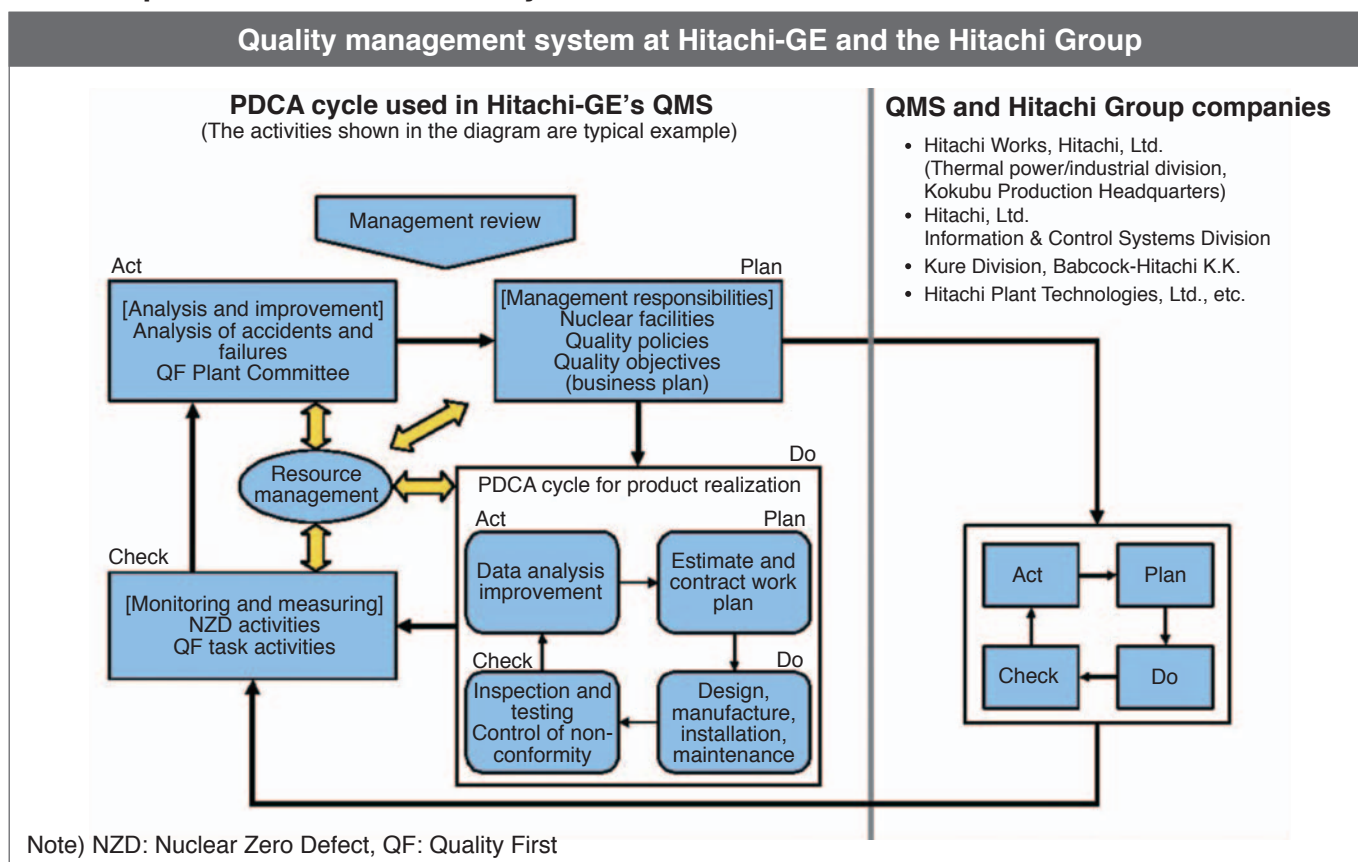 Quality management system at Hitachi-GE and the Hitachi Group
PDCA cycle used in Hitachi-GE's QMS
(The activities shown in the diagram are typical example)
Management review
Act
[Analysis and improvement]
Analysis of accidents and
failures
QF Plant Committee
Plan
[Management responsibilities]
Nuclear facilities
Quality policies
Quality objectives
(business plan)
Resource
management
Check
[Monitoring and measuring]
NZD activities
QF task activities
Do
PDCA cycle for product realization
Act
Data analysis
improvement
Plan
Estimate and
contract work
plan
Check
Inspection and
testing
Control of non-
conformity
Do
Design,
manufacture,
installation,
maintenance
QMS and Hitachi Group companies
• Hitachi Works, Hitachi, Ltd.
(Thermal power/industrial division,
Kokubu Production Headquarters)
• Hitachi, Ltd.
Information & Control Systems Division
• Kure Division, Babcock-Hitachi K.K.
• Hitachi Plant Technologies, Ltd., etc.
Act
Plan
Check
Do
Note) NZD: Nuclear Zero Defect, QF: Quality First